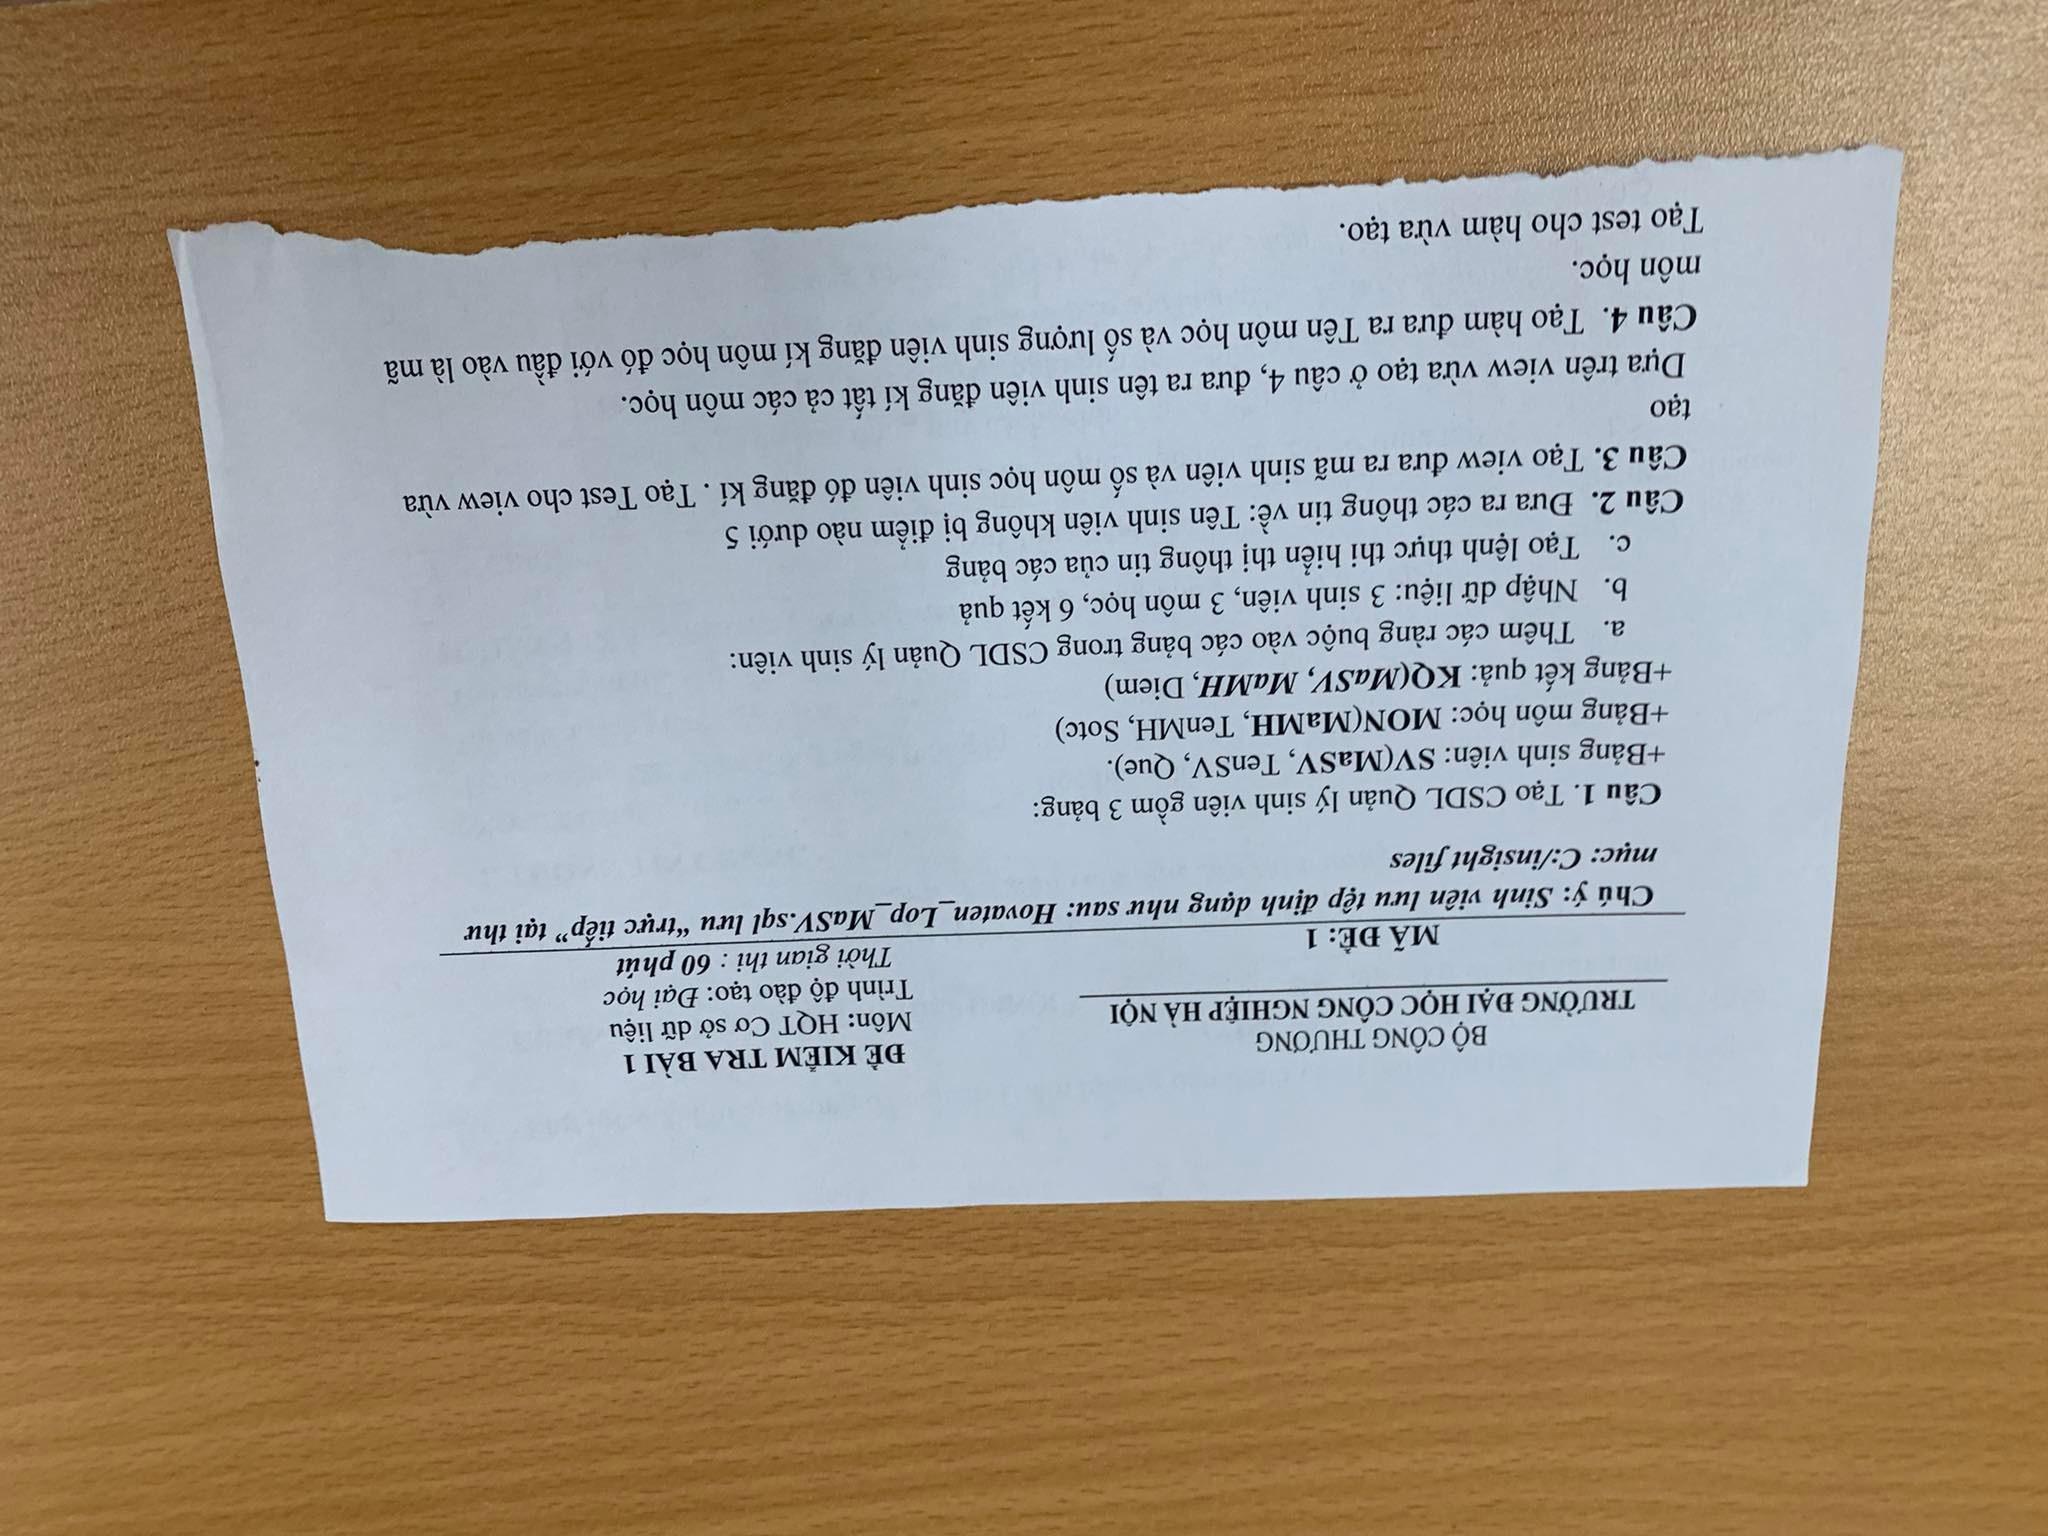 BỘ CÔNG THƯƠNG
TRƯỜNG ĐẠI HỌC CÔNG NGHIỆP HÀ NỘI
MÃ ĐỀ: 1
ĐỀ KIỂM TRA BÀI 1
Môn: HQT Cơ sở dữ liệu
Trình độ đào tạo: Đại học
Thời gian thi : 60 phút
Chú ý: Sinh viên lưu tệp định dạng như sau: Hovaten_Lop_MaSV.sql lưu “trực tiếp” tại thư
mục: C:/insight files
Câu 1. Tạo CSDL Quản lý sinh viên gồm 3 bảng:
+Bảng sinh viên: SV(MaSV, TenSV, Que).
+Bảng môn học: MON(MaMH, TenMH, Sotc)
+Bảng kết quả: KQ(MaSV, MaMH, Diem)
a. Thêm các ràng buộc vào các bảng trong CSDL Quản lý sinh viên:
b. Nhập dữ liệu: 3 sinh viên, 3 môn học, 6 kết quả
c. Tạo lệnh thực thi hiển thị thông tin của các bảng
Câu 2. Đưa ra các thông tin về: Tên sinh viên không bị điểm nào dưới 5
Câu 3. Tạo view đưa ra mã sinh viên và số môn học sinh viên đó đăng kí . Tạo Test cho view vừa
tạo
Dựa trên view vừa tạo ở câu 4, đưa ra tên sinh viên đăng kí tất cả các môn học.
Câu 4. Tạo hàm đưa ra Tên môn học và số lượng sinh viên đăng kí môn học đó với đầu vào là mã
môn học.
Tạo test cho hàm vừa tạo.